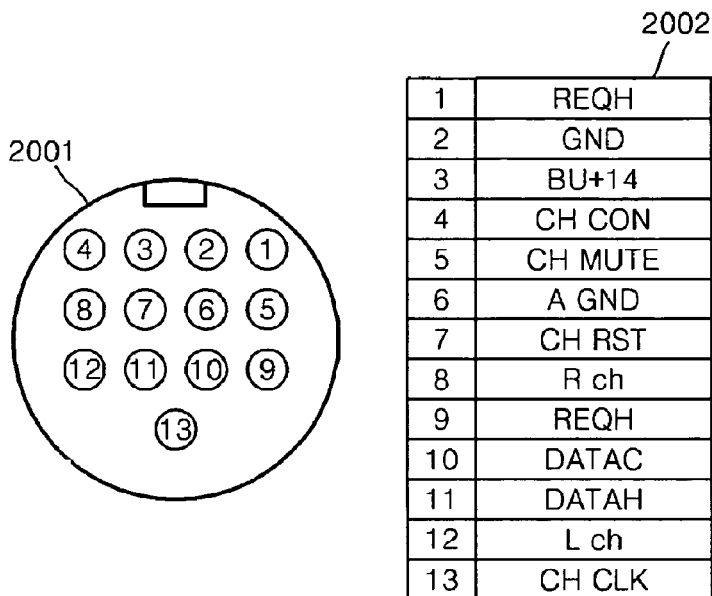 2002
1 REQH
2 GND
3 BU+14
4 CH CON
5 CH MUTE
6 A GND
7 CH RST
8 R ch
9 REQH
10 DATAC
11 DATAH
12 L ch
13 CH CLK
2001
4 3 2 1
8 7 6 5
12 11 10 9
13